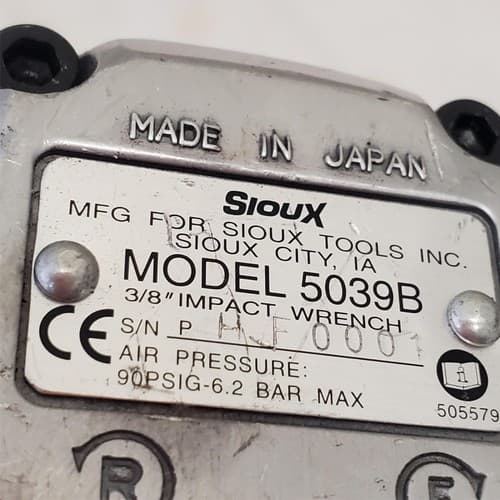 MADE IN JAPAN
SIOUX
MFG FOR SIOUX TOOLS INC.
SIOUX CITY, IA
MODEL 5039B
3/8" IMPACT WRENCH
CE S/N P HJF0001
AIR PRESSURE:
90PSIG-6.2 BAR MAX
505579
R F